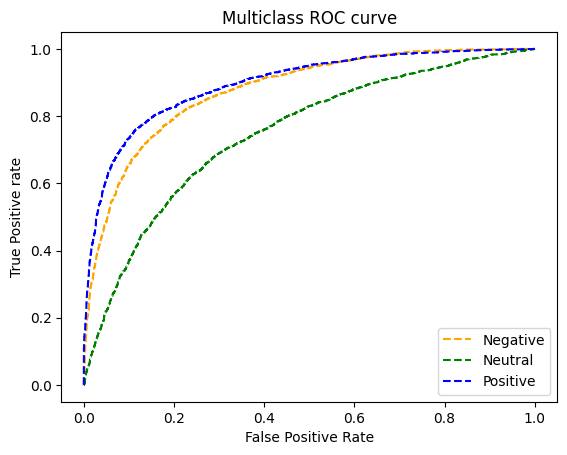 Multiclass ROC curve
True Positive rate
1.0
0.8
0.6
0.4
0.2
0.0
0.0 0.2 0.4 0.6 0.8 1.0
False Positive Rate
Negative
Neutral
Positive